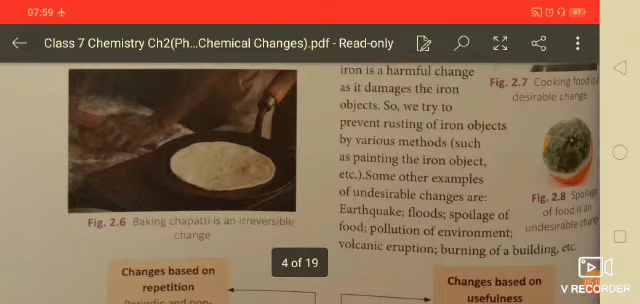 07:59
Class 7 Chemistry Ch2(Ph...Chemical Changes).pdf - Read-only
iron is a harmful change
as it damages the iron
objects. So, we try to
prevent rusting of iron objects
by various methods (such
as painting the iron object,
etc.).Some other examples
of undesirable changes are:
Earthquake; floods; spoilage of
food; pollution of environment;
volcanic eruption; burning of a building, etc.
Fig. 2.7 Cooking food is a
desirable change
Fig. 2.8 Spoilage
of food is an
undesirable change
Fig. 2.6 Baking chapatti is an irreversible
change
4 of 19
Changes based on
repetition
Periodic and non-
Changes based on
usefulness
V RECORDER